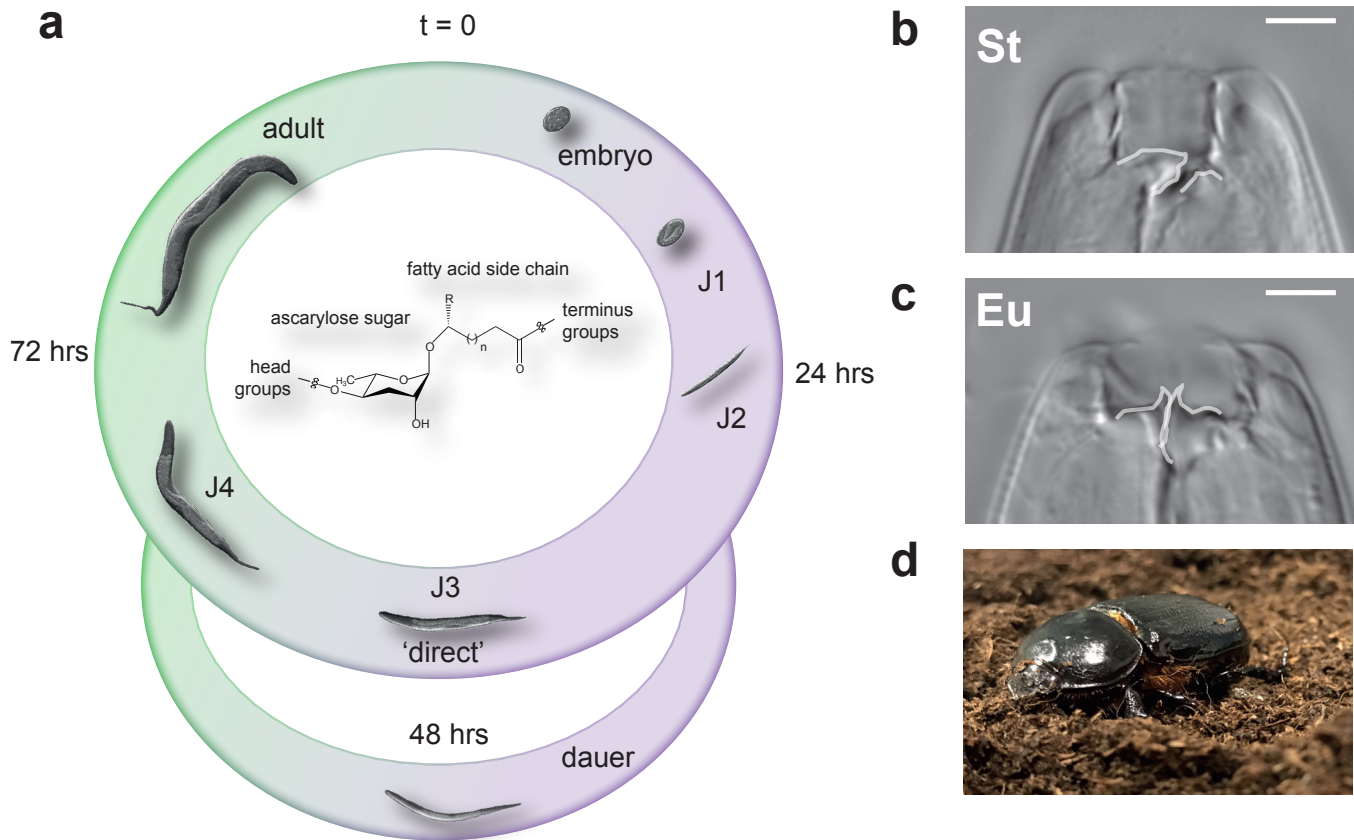 a
t = 0
adult
embryo
J1
J2
24 hrs
72 hrs
J4
J3
‘direct’
48 hrs
dauer
fatty acid side chain
ascarylose sugar
terminus
groups
head
groups
R
O
( )n
O
H₃C
O
O
OH
b
St
c
Eu
d